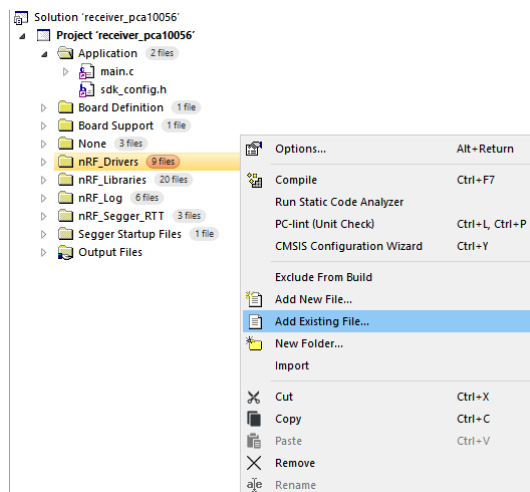 Solution 'receiver_pca10056'
Project 'receiver_pca10056'
Application 2 files
main.c
sdk_config.h
Board Definition 1 file
Board Support 1 file
None 3 files
nRF_Drivers 9 files
nRF_Libraries 20 files
nRF_Log 6 files
nRF_Segger_RTT 3 files
Segger Startup Files 1 file
Output Files
Options... Alt+Return
Compile Ctrl+F7
Run Static Code Analyzer
PC-lint (Unit Check) Ctrl+L, Ctrl+P
CMSIS Configuration Wizard Ctrl+Y
Exclude From Build
Add New File...
Add Existing File...
New Folder...
Import
Cut Ctrl+X
Copy Ctrl+C
Paste Ctrl+V
Remove
Rename